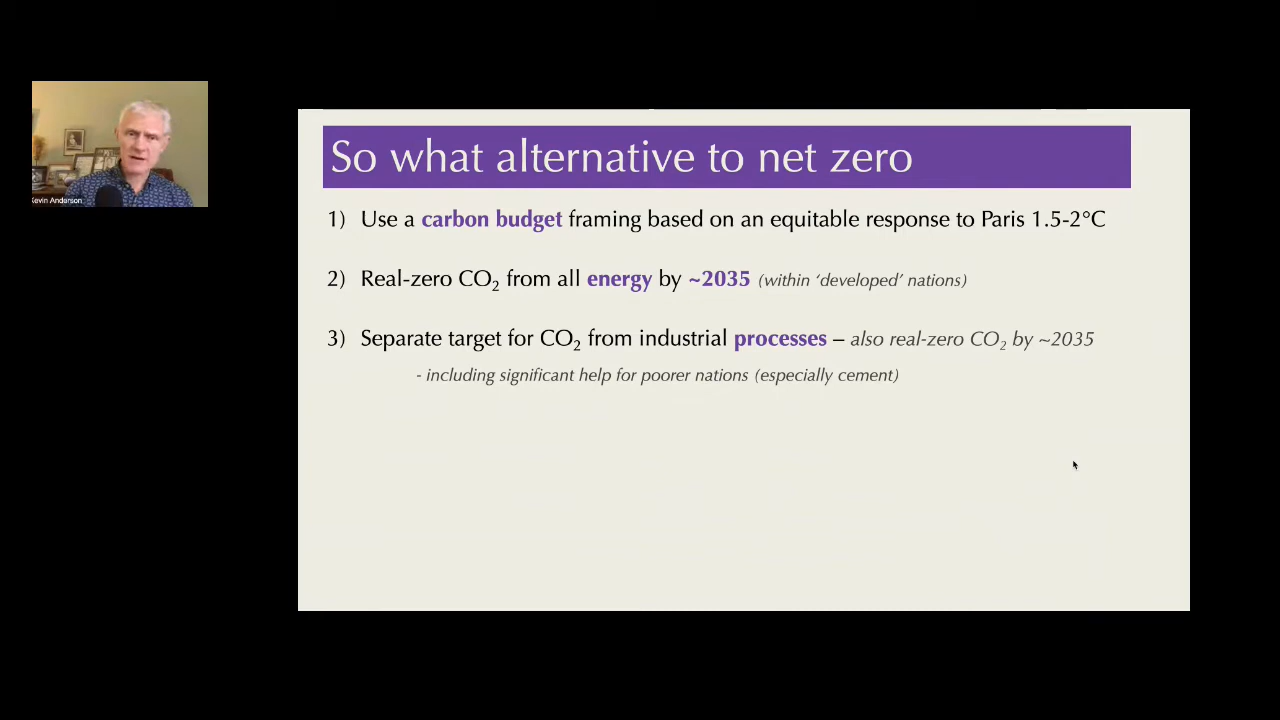 Kevin Anderson
So what alternative to net zero
1) Use a carbon budget framing based on an equitable response to Paris 1.5-2°C
2) Real-zero CO₂ from all energy by ~2035 (within ‘developed’ nations)
3) Separate target for CO₂ from industrial processes – also real-zero CO₂ by ~2035
- including significant help for poorer nations (especially cement)